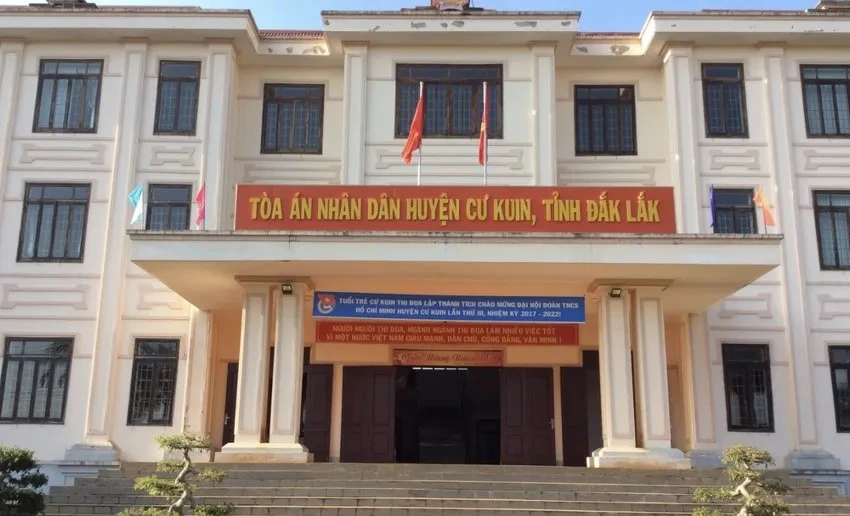 TÒA ÁN NHÂN DÂN HUYỆN CƯ KUIN, TỈNH ĐẮK LẮK
TUỔI TRẺ CƯ KUIN THI ĐUA LẬP THÀNH TÍCH CHÀO MỪNG ĐẠI HỘI ĐOÀN TNCS
HỒ CHÍ MINH HUYỆN CƯ KUIN LẦN THỨ III, NHIỆM KỲ 2017 - 2022!
NGƯỜI NGƯỜI THI ĐUA, NGÀNH NGÀNH THI ĐUA LÀM NHIỀU VIỆC TỐT
VÌ MỘT NƯỚC VIỆT NAM GIÀU MẠNH, DÂN CHỦ, CÔNG BẰNG, VĂN MINH !